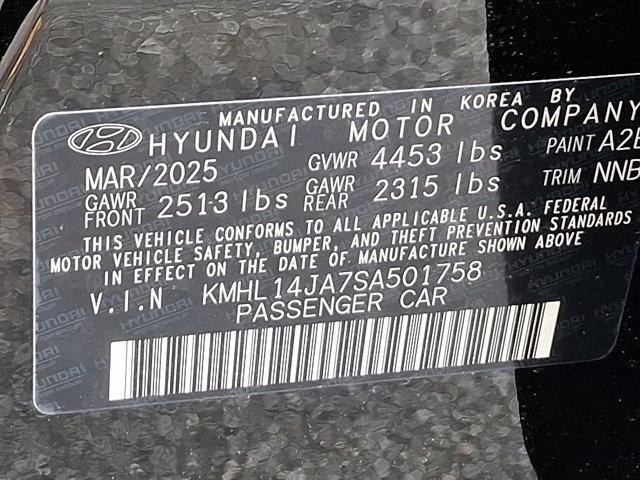 MANUFACTURED IN KOREA BY
HYUNDAI MOTOR COMPANY
MAR/2025 GVWR 4453 lbs PAINT
GAWR FRONT 2513 lbs GAWR REAR 2315 lbs TRIM NNB
THIS VEHICLE CONFORMS TO ALL APPLICABLE U.S.A. FEDERAL
MOTOR VEHICLE SAFETY, BUMPER, AND THEFT PREVENTION STANDARDS
IN EFFECT ON THE DATE OF MANUFACTURE SHOWN ABOVE
V.I.N KMHL14JA7SA501758
PASSENGER CAR